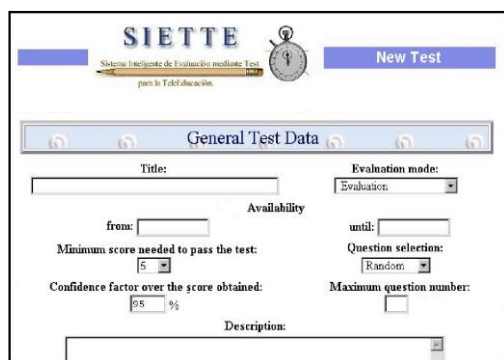 SIETTE
Sistema Inteligente de Evaluación mediante Test
para la TeleEducación.
New Test
General Test Data
Title:
Evaluation mode:
Evaluation
Availability
from:
until:
Minimum score needed to pass the test:
Question selection:
5
Random
Confidence factor over the score obtained:
Maximum question number:
95 %
Description: